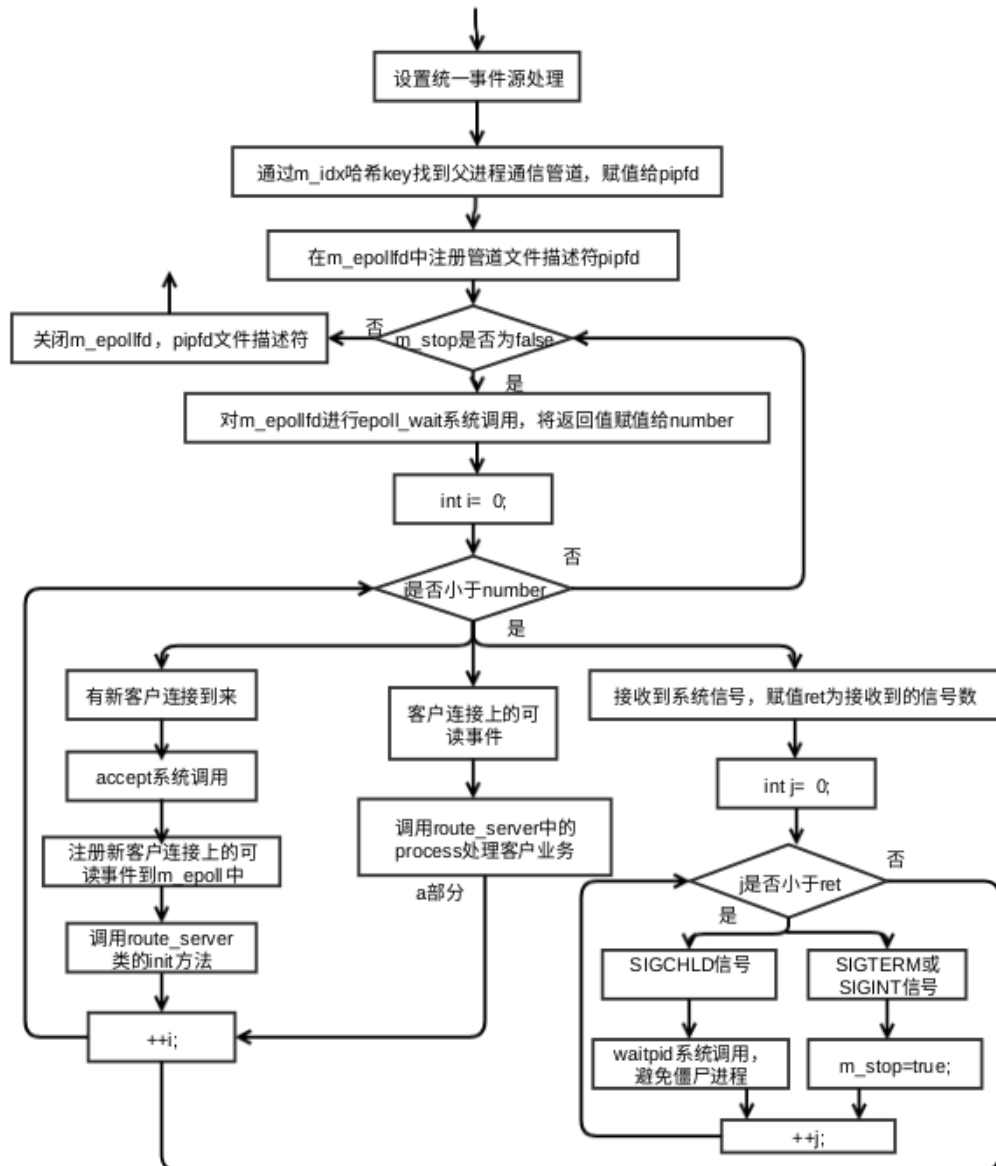 设置统一事件源处理
通过m_idx哈希key找到父进程通信管道，赋值给pipfd
在m_epollfd中注册管道文件描述符pipfd
否
m_stop是否为false
关闭m_epollfd，pipfd文件描述符
是
对m_epollfd进行epoll_wait系统调用，将返回值赋值给number
int i= 0;
否
i是否小于number
是
有新客户连接到来
客户连接上的可
读事件
接收到系统信号，赋值ret为接收到的信号数
accept系统调用
int j= 0;
调用route_server中的
process处理客户业务
注册新客户连接上的可
读事件到m_epoll中
a部分
否
j是否小于ret
是
调用route_server
类的init方法
SIGCHLD信号
SIGTERM或
SIGINT信号
++i;
waitpid系统调用，
避免僵尸进程
m_stop=true;
++j;